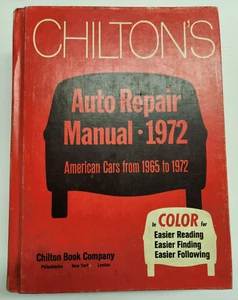 CHILTON'S
Auto Repair
Manual • 1972
American Cars from 1965 to 1972
In COLOR for
Easier Reading
Easier Finding
Easier Following
Chilton Book Company
Philadelphia New York London